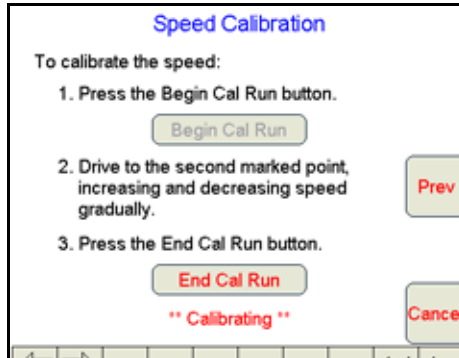 Speed Calibration
To calibrate the speed:
1. Press the Begin Cal Run button.
Begin Cal Run
2. Drive to the second marked point,
increasing and decreasing speed
gradually.
Prev
3. Press the End Cal Run button.
End Cal Run
** Calibrating **
Cance